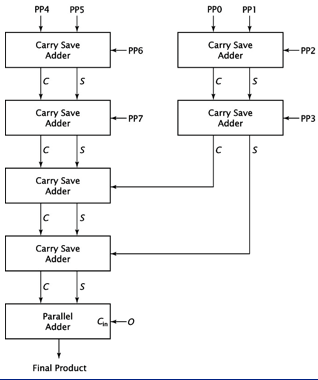 PP4 PP5 PP0 PP1
Carry Save Adder PP6 Carry Save Adder PP2
C S C S
Carry Save Adder PP7 Carry Save Adder PP3
C S C S
Carry Save Adder
C S
Carry Save Adder
C S
Parallel Adder Cin O
Final Product